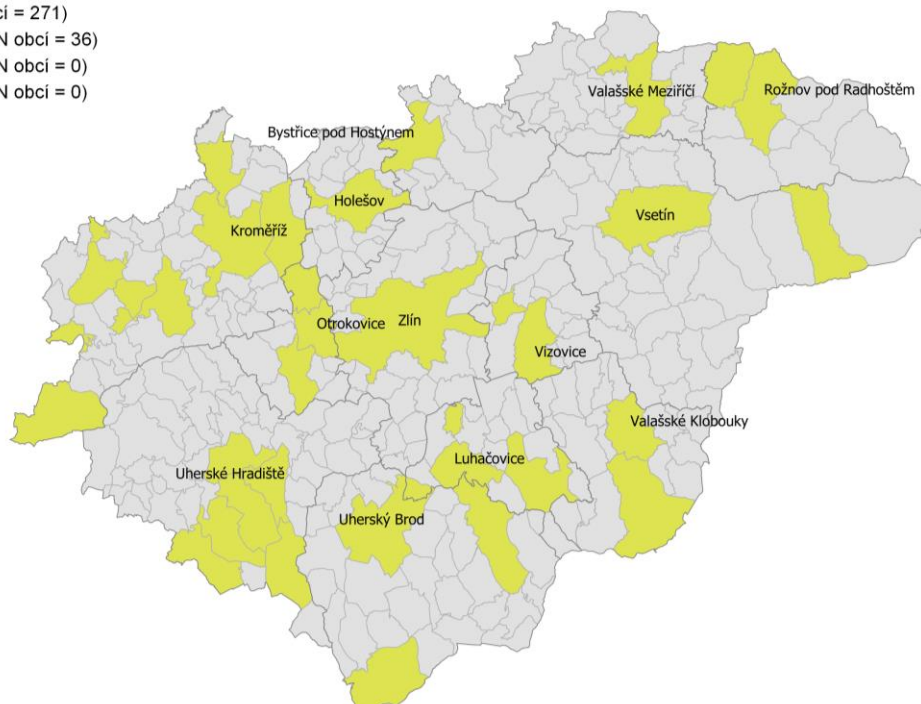 cí = 271)
N obcí = 36)
N obcí = 0)
N obcí = 0)
Valašské Meziříčí
Rožnov pod Radhoštěm
Bystřice pod Hostýnem
Holešov
Vsetín
Kroměříž
Otrokovice
Zlín
Vizovice
Valašské Klobouky
Luhačovice
Uherské Hradiště
Uherský Brod